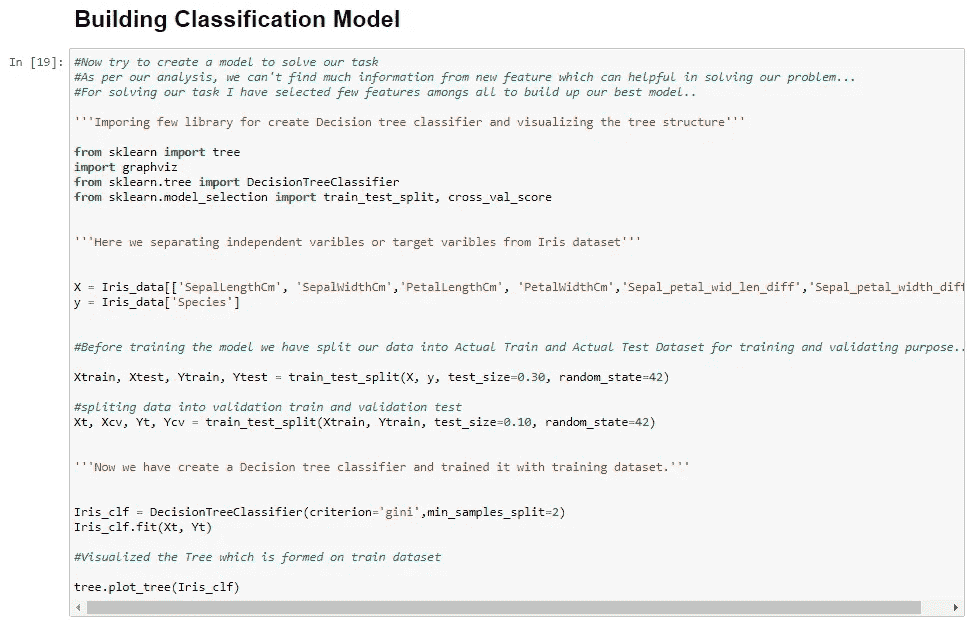 Building Classification Model
In [19]:
#Now try to create a model to solve our task
#As per our analysis, we can't find much information from new feature which can helpful in solving our problem...
#For solving our task I have selected few features amongs all to build up our best model..
'''Imporing few library for create Decision tree classifier and visualizing the tree structure'''
from sklearn import tree
import graphviz
from sklearn.tree import DecisionTreeClassifier
from sklearn.model_selection import train_test_split, cross_val_score
'''Here we separating independent varibles or target varibles from Iris dataset'''
X = Iris_data[['SepalLengthCm', 'SepalWidthCm','PetalLengthCm', 'PetalWidthCm','Sepal_petal_wid_len_diff','Sepal_petal_width_diff
y = Iris_data['Species']
#Before training the model we have split our data into Actual Train and Actual Test Dataset for training and validating purpose..
Xtrain, Xtest, Ytrain, Ytest = train_test_split(X, y, test_size=0.30, random_state=42)
#spliting data into validation train and validation test
Xt, Xcv, Yt, Ycv = train_test_split(Xtrain, Ytrain, test_size=0.10, random_state=42)
'''Now we have create a Decision tree classifier and trained it with training dataset.'''
Iris_clf = DecisionTreeClassifier(criterion='gini',min_samples_split=2)
Iris_clf.fit(Xt, Yt)
#Visualized the Tree which is formed on train dataset
tree.plot_tree(Iris_clf)